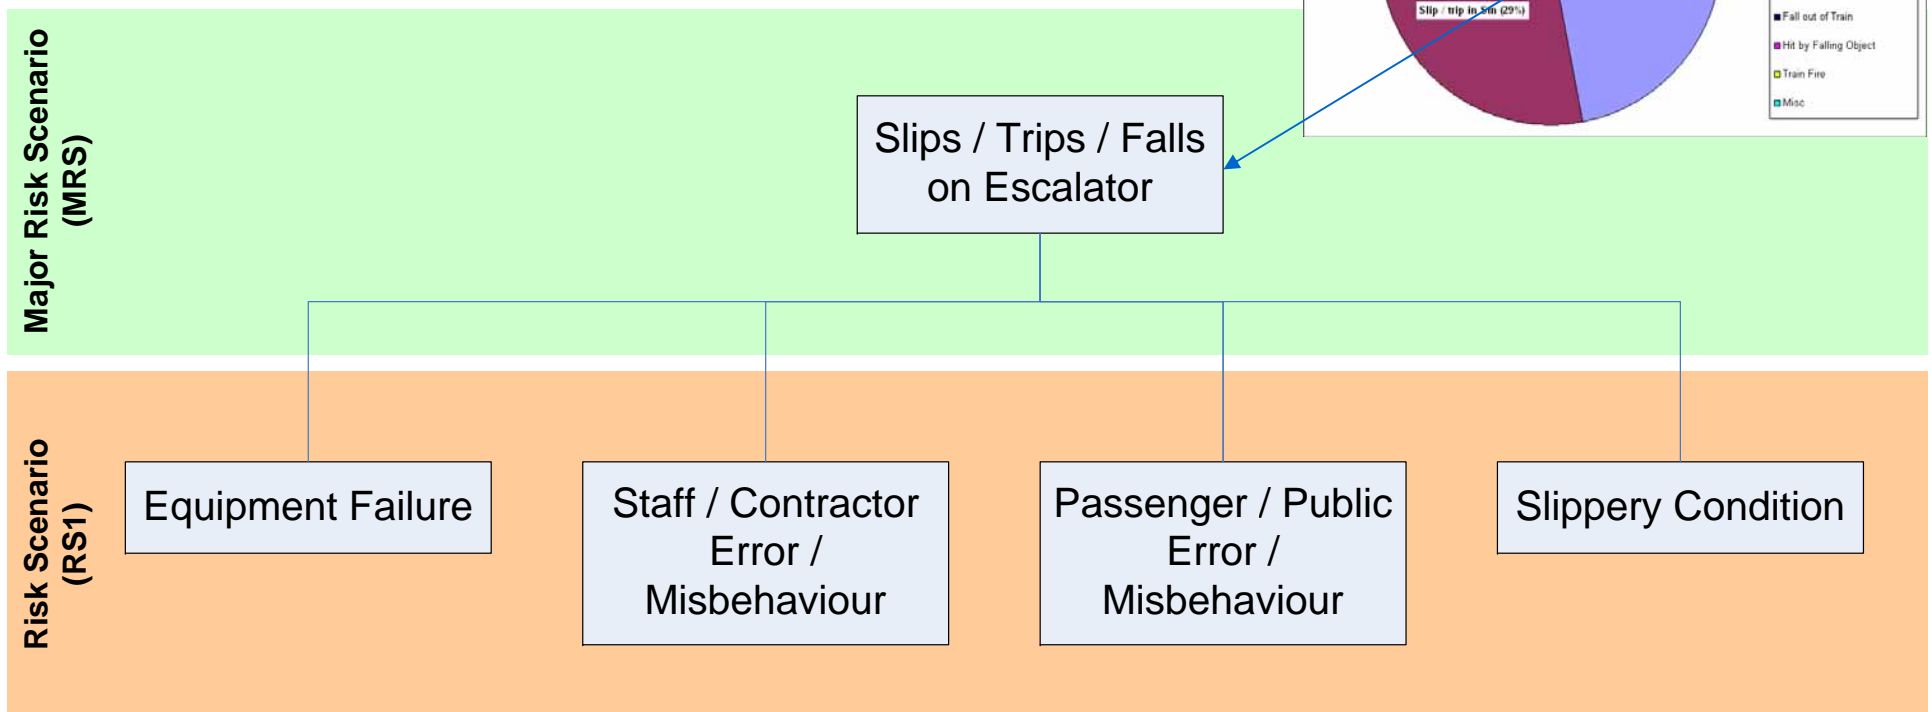 Slip / trip in Stn (29%)
Fall out of Train
Hit by Falling Object
Train Fire
Misc
Major Risk Scenario
(MRS)
Slips / Trips / Falls
on Escalator
Risk Scenario
(RS1)
Equipment Failure
Staff / Contractor
Error /
Misbehaviour
Passenger / Public
Error /
Misbehaviour
Slippery Condition